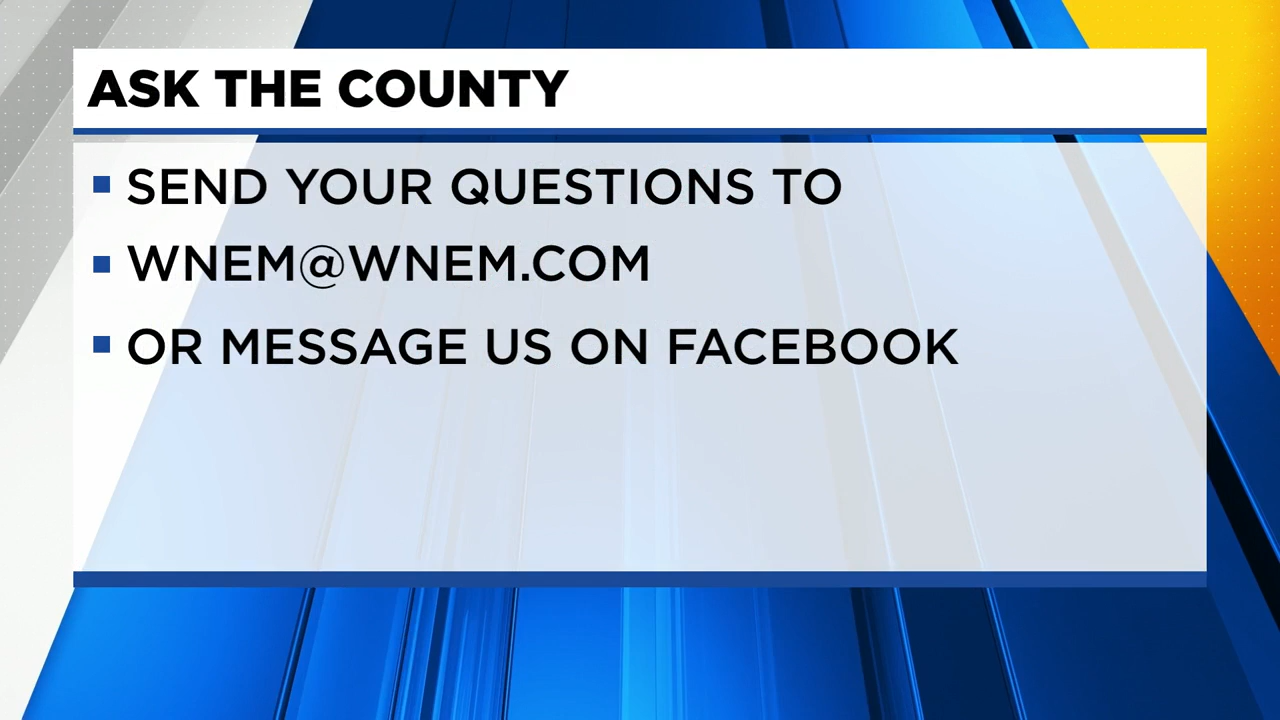 ASK THE COUNTY
SEND YOUR QUESTIONS TO
WNEM@WNEM.COM
OR MESSAGE US ON FACEBOOK